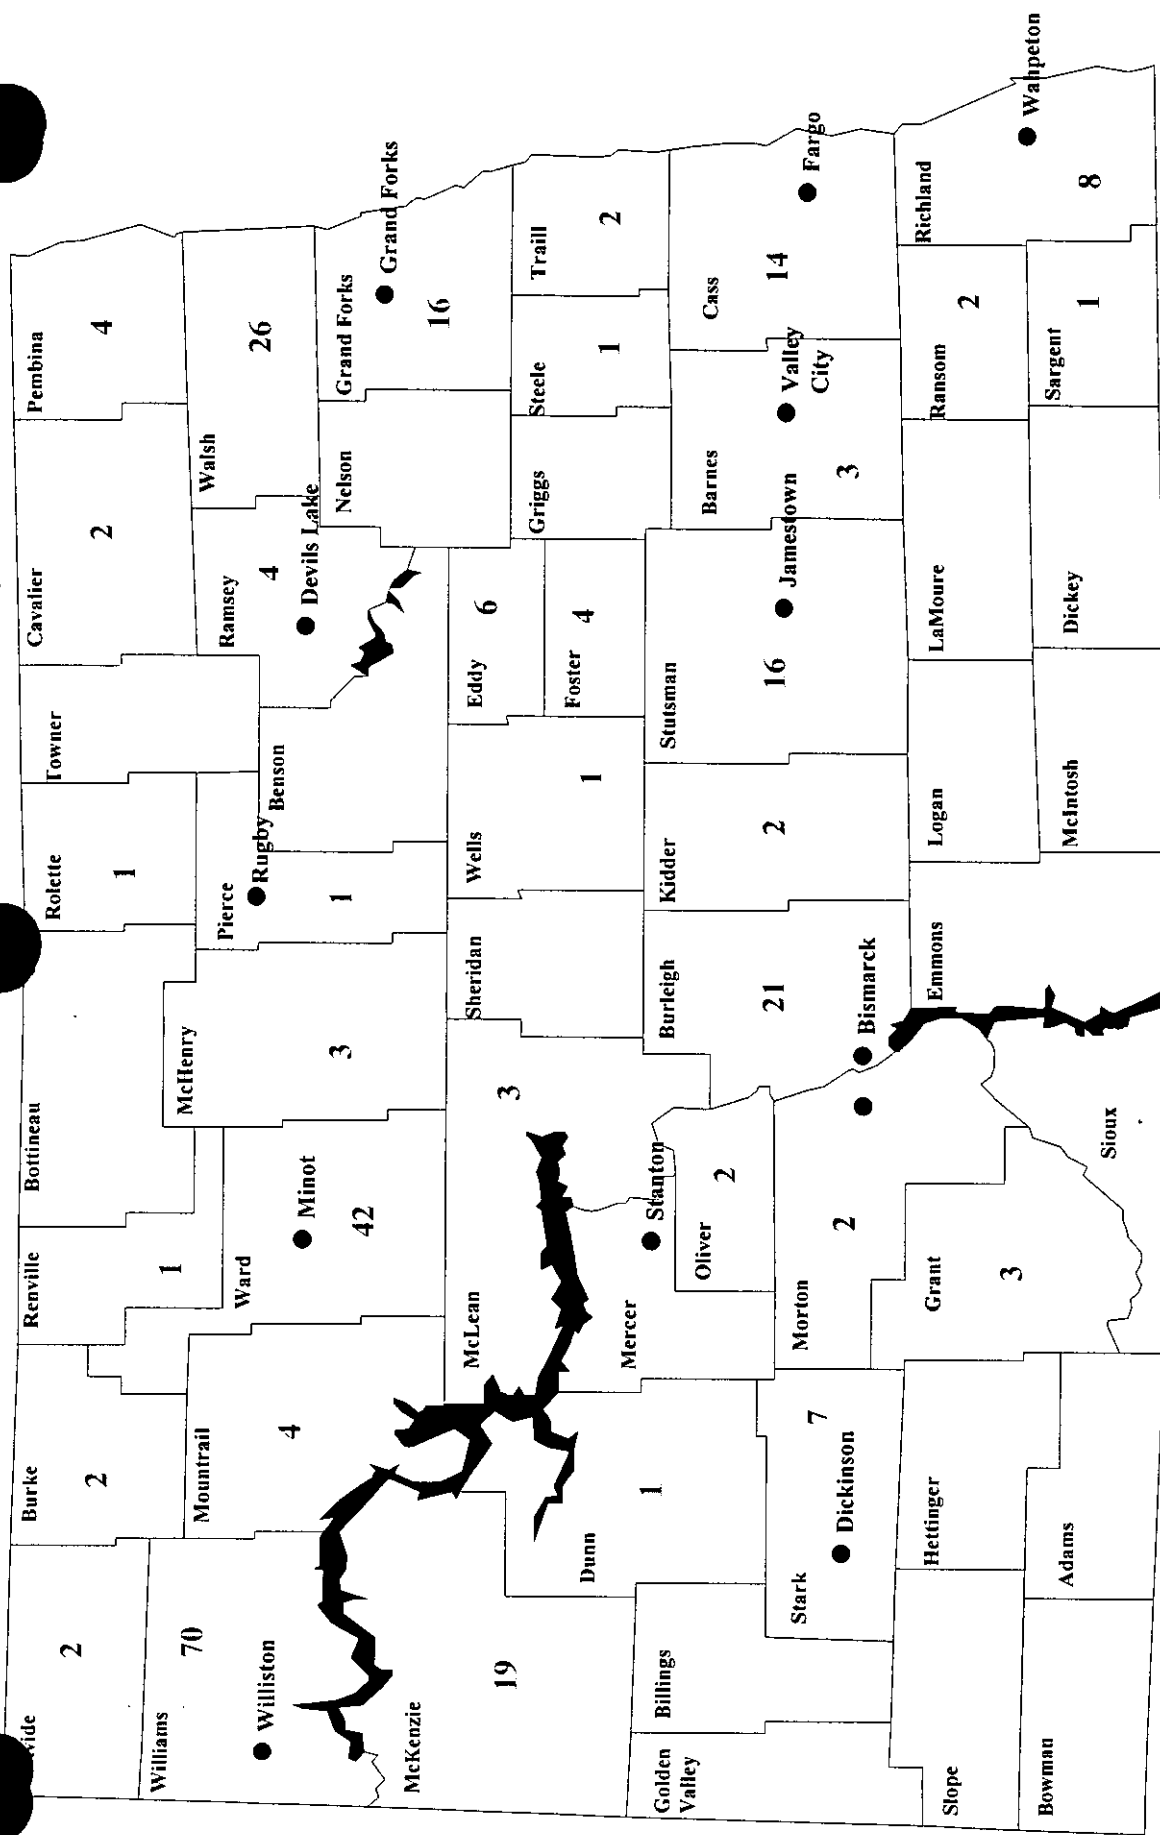 vide
2
Burke
2
Renville
1
Bottineau
Rolette
1
Towner
Cavalier
2
Pembina
4
Williams
70
Williston
Mountrail
4
Ward
Minot
42
McHenry
3
Pierce
Rugby
1
Benson
Ramsey
4
Devils Lake
Walsh
26
Nelson
Grand Forks
Grand Forks
16
McKenzie
19
McLean
3
Sheridan
Wells
1
Eddy
6
Foster
4
Griggs
Steele
1
Traill
2
Dunn
1
Mercer
Stanton
Oliver
2
Burleigh
21
Bismarck
Kidder
2
Stutsman
16
Jamestown
Barnes
Valley
City
3
Cass
14
Fargo
Golden
Valley
Billings
Stark
7
Dickinson
Morton
2
Slope
Hettinger
Grant
3
Emmons
Logan
LaMoure
Ransom
2
Richland
8
Wahpeton
Bowman
Adams
Sioux
McIntosh
Dickey
Sargent
1